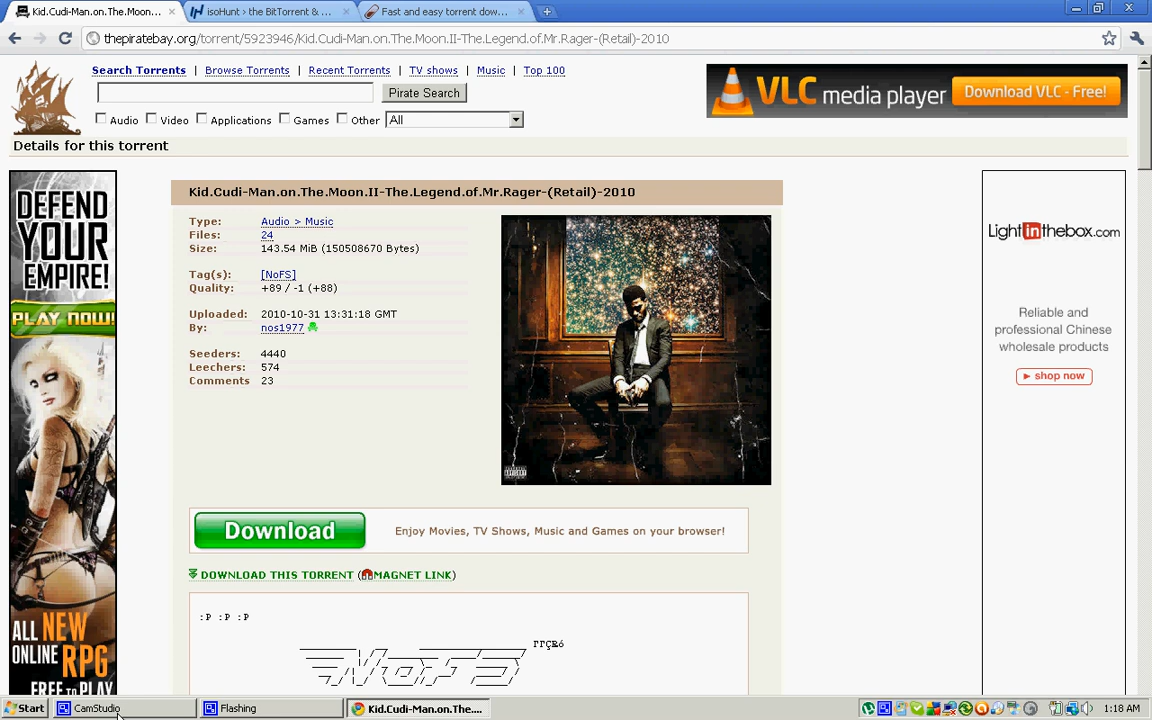 Kid.Cudi-Man.on.The.Moon... isoHunt › the BitTorrent & ... Fast and easy torrent dow...
thepiratebay.org/torrent/5923946/Kid.Cudi-Man.on.The.Moon.II-The.Legend.of.Mr.Rager-(Retail)-2010
Search Torrents | Browse Torrents | Recent Torrents | TV shows | Music | Top 100
Pirate Search
Audio Video Applications Games Other All
VLC media player Download VLC - Free!
Details for this torrent
DEFEND
YOUR
EMPIRE!
PLAY NOW!
ALL NEW
ONLINE
RPG
FREE TO PLAY
Kid.Cudi-Man.on.The.Moon.II-The.Legend.of.Mr.Rager-(Retail)-2010
Type: Audio > Music
Files: 24
Size: 143.54 MiB (150508670 Bytes)
Tag(s): [NoFS]
Quality: +89 / -1 (+88)
Uploaded: 2010-10-31 13:31:18 GMT
By: nos1977
Seeders: 4440
Leechers: 574
Comments 23
Download Enjoy Movies, TV Shows, Music and Games on your browser!
DOWNLOAD THIS TORRENT (MAGNET LINK)
:P :P :P
Lightinthebox.com
Reliable and
professional Chinese
wholesale products
► shop now
Start CamStudio Flashing Kid.Cudi-Man.on.The.... 1:18 AM